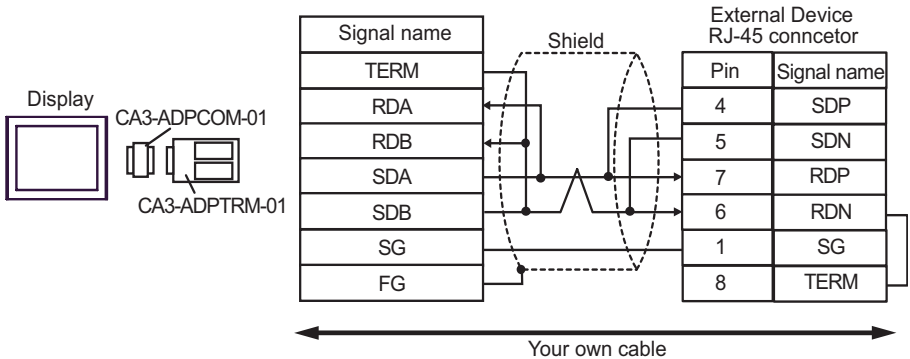 External Device
RJ-45 conncetor
Signal name
Shield
Pin Signal name
TERM
Display
CA3-ADPCOM-01
CA3-ADPTRM-01
RDA
4 SDP
RDB
5 SDN
SDA
7 RDP
SDB
6 RDN
SG
1 SG
FG
8 TERM
Your own cable